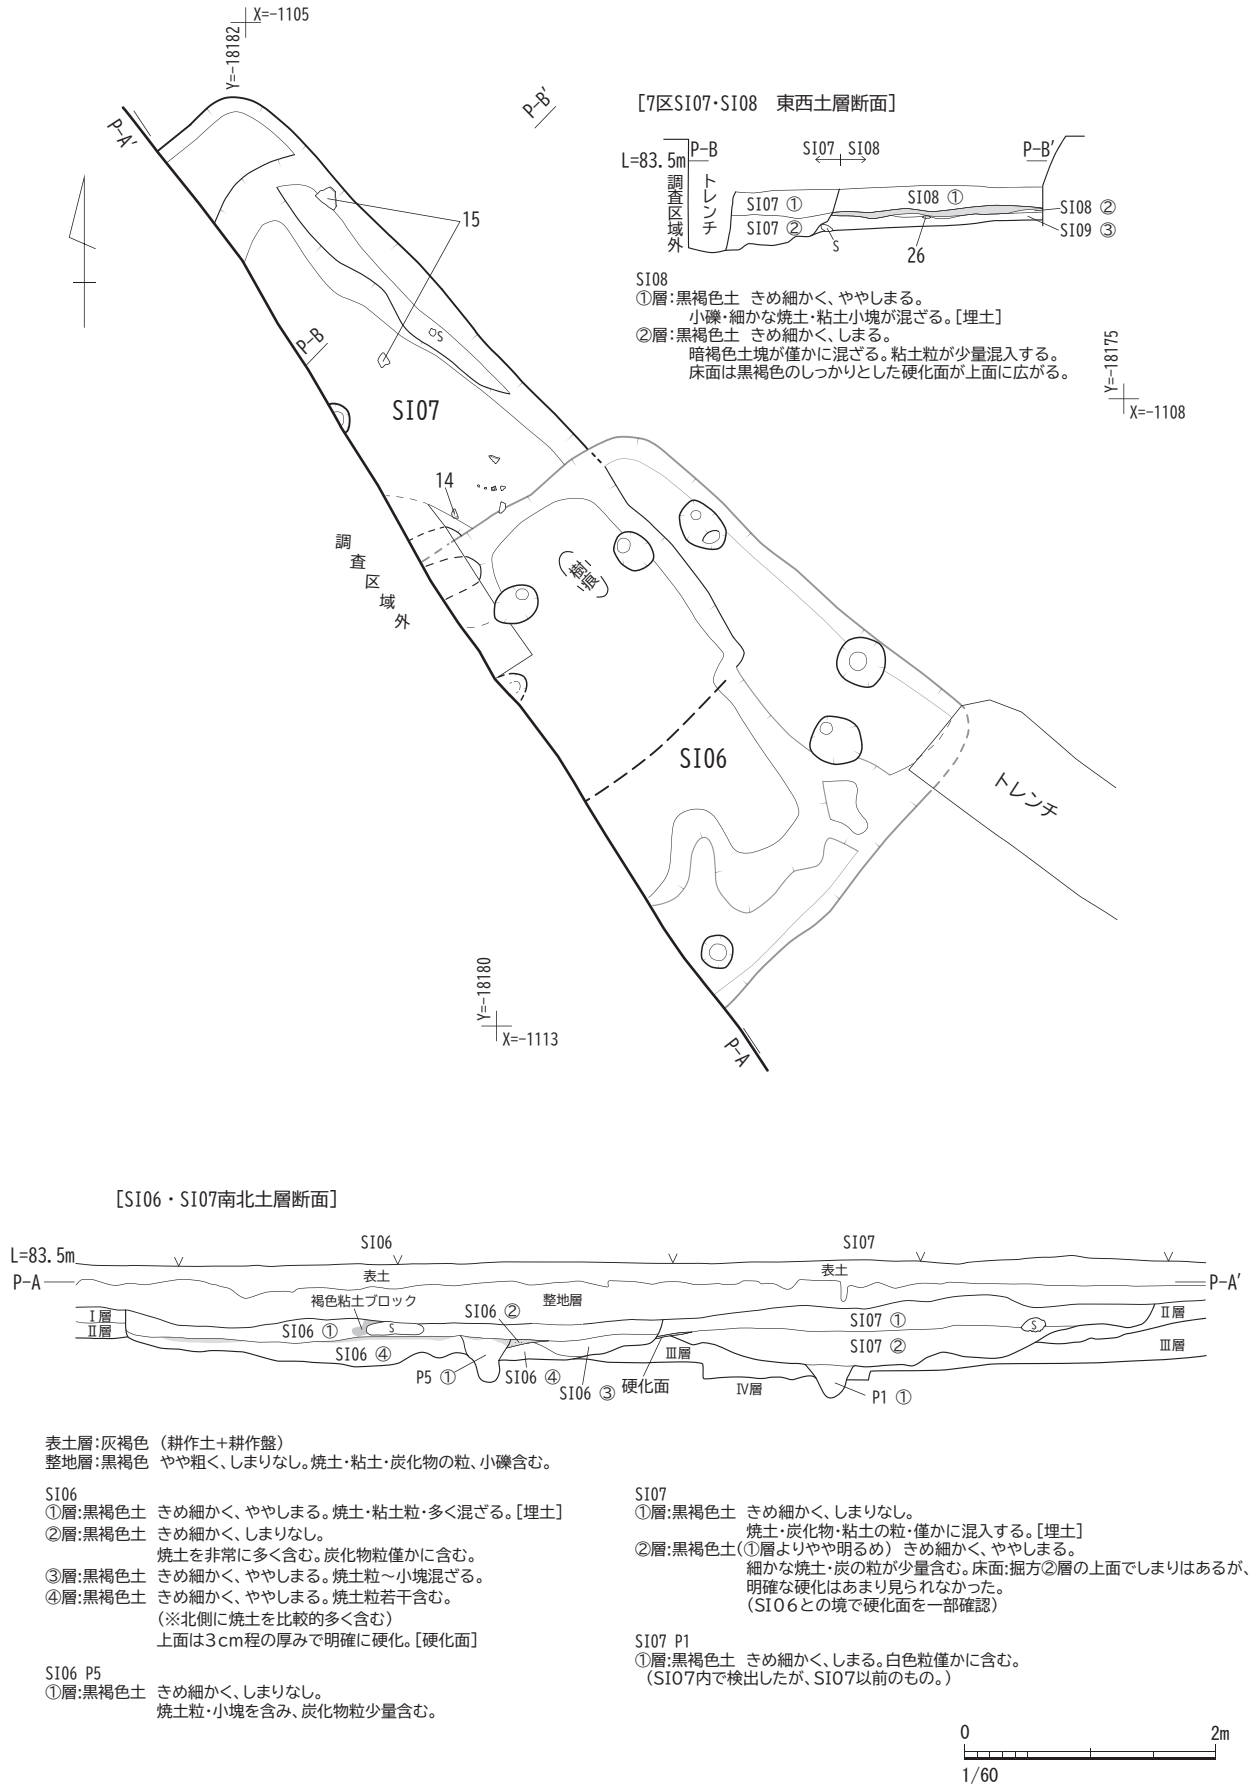 X=-1105
Y=-18182
P-A′
P-B′
15
P-B
S
SI07
14
調査区域外
樹痕
SI06
トレンチ
Y=-18180
X=-1113
P-A
[7区SI07・SI08　東西土層断面]
P-B
SI07
SI08
P-B′
L=83.5m
調査区域外
トレンチ
SI07 ①
SI08 ①
SI07 ②
SI08 ②
SI09 ③
S
26
SI08
①層：黒褐色土　きめ細かく、ややしまる。
小礫・細かな焼土・粘土小塊が混ざる。[埋土]
②層：黒褐色土　きめ細かく、しまる。
暗褐色土塊が僅かに混ざる。粘土粒が少量混入する。
床面は黒褐色のしっかりとした硬化面が上面に広がる。
Y=-18175
X=-1108
[SI06・SI07南北土層断面]
SI06
SI07
L=83.5m
P-A
P-A′
表土
表土
褐色粘土ブロック
整地層
SI06 ②
Ⅰ層
Ⅱ層
SI06 ①
S
SI07 ①
S
Ⅱ層
SI06 ④
SI07 ②
Ⅲ層
Ⅲ層
P5 ①
SI06 ④
SI06 ③
硬化面
Ⅳ層
P1 ①
表土層：灰褐色　（耕作土＋耕作盤）
整地層：黒褐色　やや粗く、しまりなし。焼土・粘土・炭化物の粒、小礫含む。
SI06
①層:黒褐色土　きめ細かく、ややしまる。焼土・粘土粒・多く混ざる。[埋土]
②層:黒褐色土　きめ細かく、しまりなし。
焼土を非常に多く含む。炭化物粒僅かに含む。
③層:黒褐色土　きめ細かく、ややしまる。焼土粒～小塊混ざる。
④層:黒褐色土　きめ細かく、ややしまる。焼土粒若干含む。
（※北側に焼土を比較的多く含む）
上面は3cm程の厚みで明確に硬化。[硬化面]
SI06 P5
①層:黒褐色土　きめ細かく、しまりなし。
焼土粒・小塊を含み、炭化物粒少量含む。
SI07
①層:黒褐色土　きめ細かく、しまりなし。
焼土・炭化物・粘土の粒・僅かに混入する。[埋土]
②層:黒褐色土（①層よりやや明るめ）　きめ細かく、ややしまる。
細かな焼土・炭の粒が少量含む。床面:掘方②層の上面でしまりはあるが、
明確な硬化はあまり見られなかった。
（SI０６との境で硬化面を一部確認）
SI07 P1
①層:黒褐色土　きめ細かく、しまる。白色粒僅かに含む。
（SI０７内で検出したが、SI０７以前のもの。）
0
2m
1/60